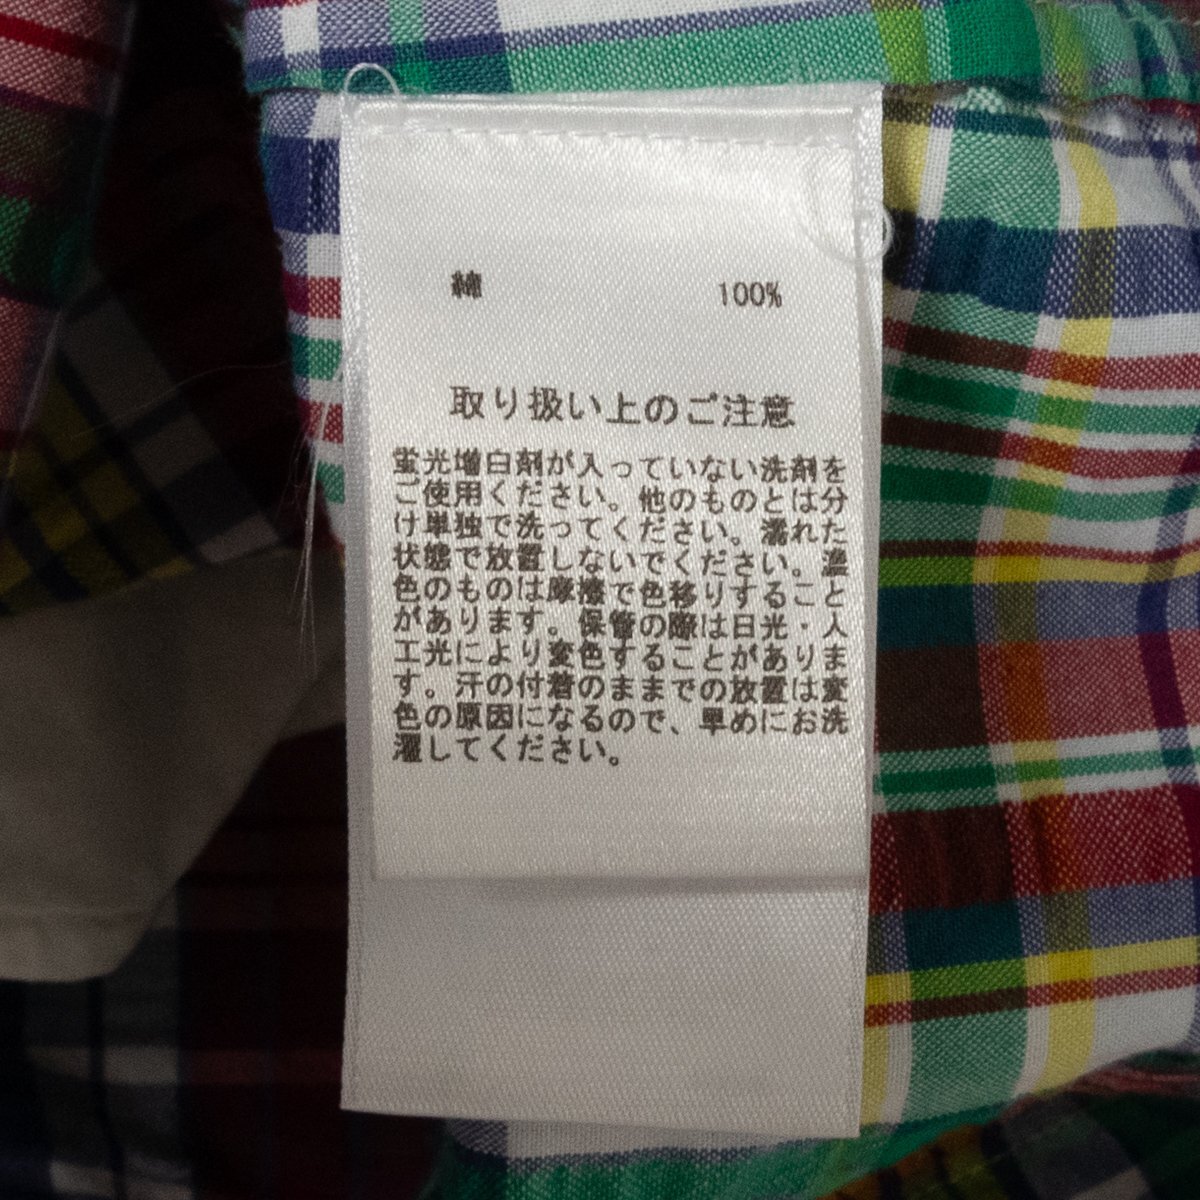 綿 100%
取り扱い上のご注意
蛍光増白剤が入っていない洗剤を
ご使用ください。他のものとは分
け単独で洗ってください。濡れた
状態で放置しないでください。濃
色のものは摩擦で色移りすること
があります。保管の際は日光・人
工光により変色することがありま
す。汗の付着のままでの放置は変
色の原因になるので、早めにお洗
濯してください。